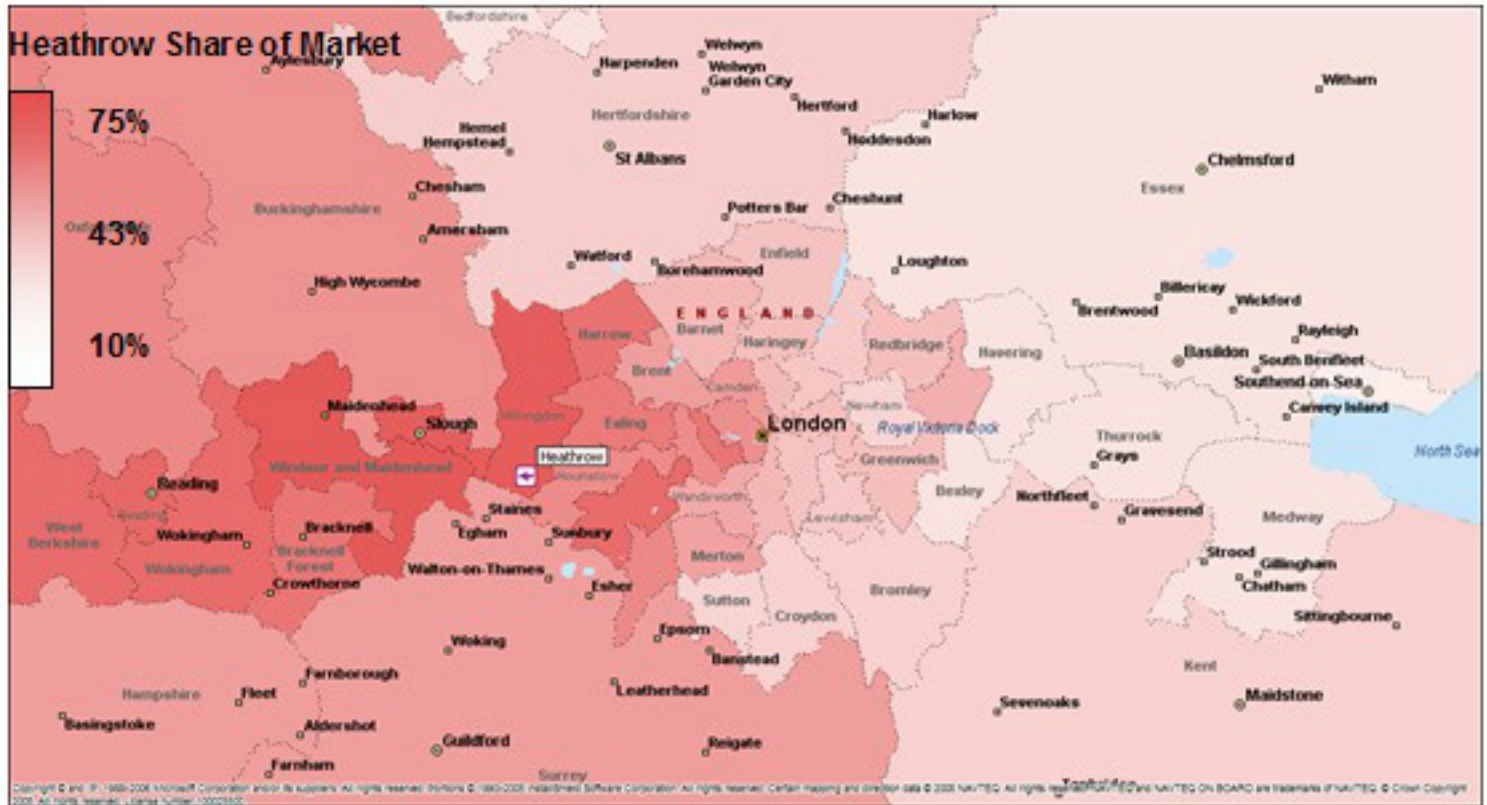 Heathrow Share of Market
75%
43%
10%
Bedfordshire
Aylesbury
Harpenden
Welwyn
Welwyn
Garden City
Hertford
Witham
Hertfordshire
Hemel
Hempstead
St Albans
Hoddesdon
Harlow
Chelmsford
Essex
Chesham
Buckinghamshire
Amersham
Potters Bar
Cheshunt
Watford
Borehamwood
Enfield
Loughton
High Wycombe
ENGLAND
Barnet
Haringey
Harrow
Redbridge
Havering
Brentwood
Billericay
Wickford
Rayleigh
Basildon
South Benfleet
Southend-on-Sea
Canvey Island
Brent
Camden
Newham
Maidenhead
Slough
Hillingdon
Ealing
London
Royal Victoria Dock
Thurrock
Grays
North Sea
Windsor and Maidenhead
Heathrow
Hounslow
Greenwich
Reading
Reading
Wandsworth
Bexley
Northfleet
Gravesend
Medway
West
Berkshire
Wokingham
Wokingham
Bracknell
Bracknell
Forest
Crowthorne
Staines
Egham
Sunbury
Lewisham
Walton-on-Thames
Esher
Merton
Sutton
Croydon
Bromley
Strood
Gillingham
Chatham
Sittingbourne
Woking
Epsom
Banstead
Kent
Hampshire
Farnborough
Fleet
Leatherhead
Sevenoaks
Maidstone
Basingstoke
Aldershot
Guildford
Reigate
Farnham
Surrey